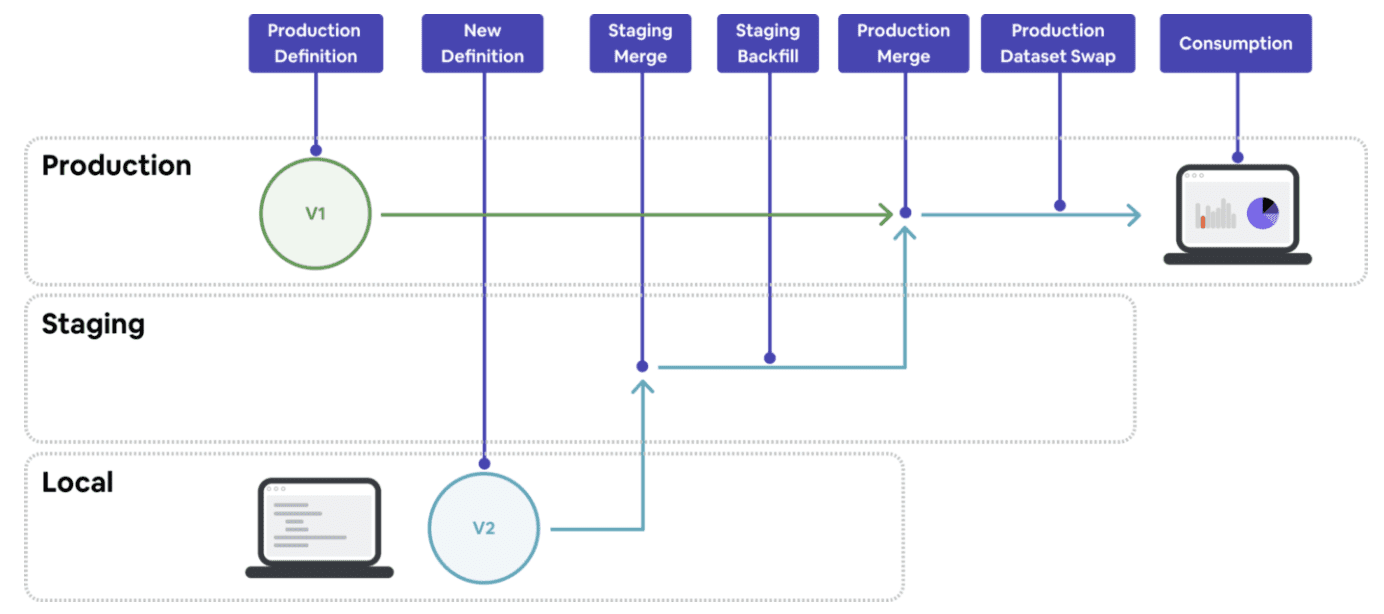 Production
Definition
New
Definition
Staging
Merge
Staging
Backfill
Production
Merge
Production
Dataset Swap
Consumption
Production
V1
Staging
Local
V2